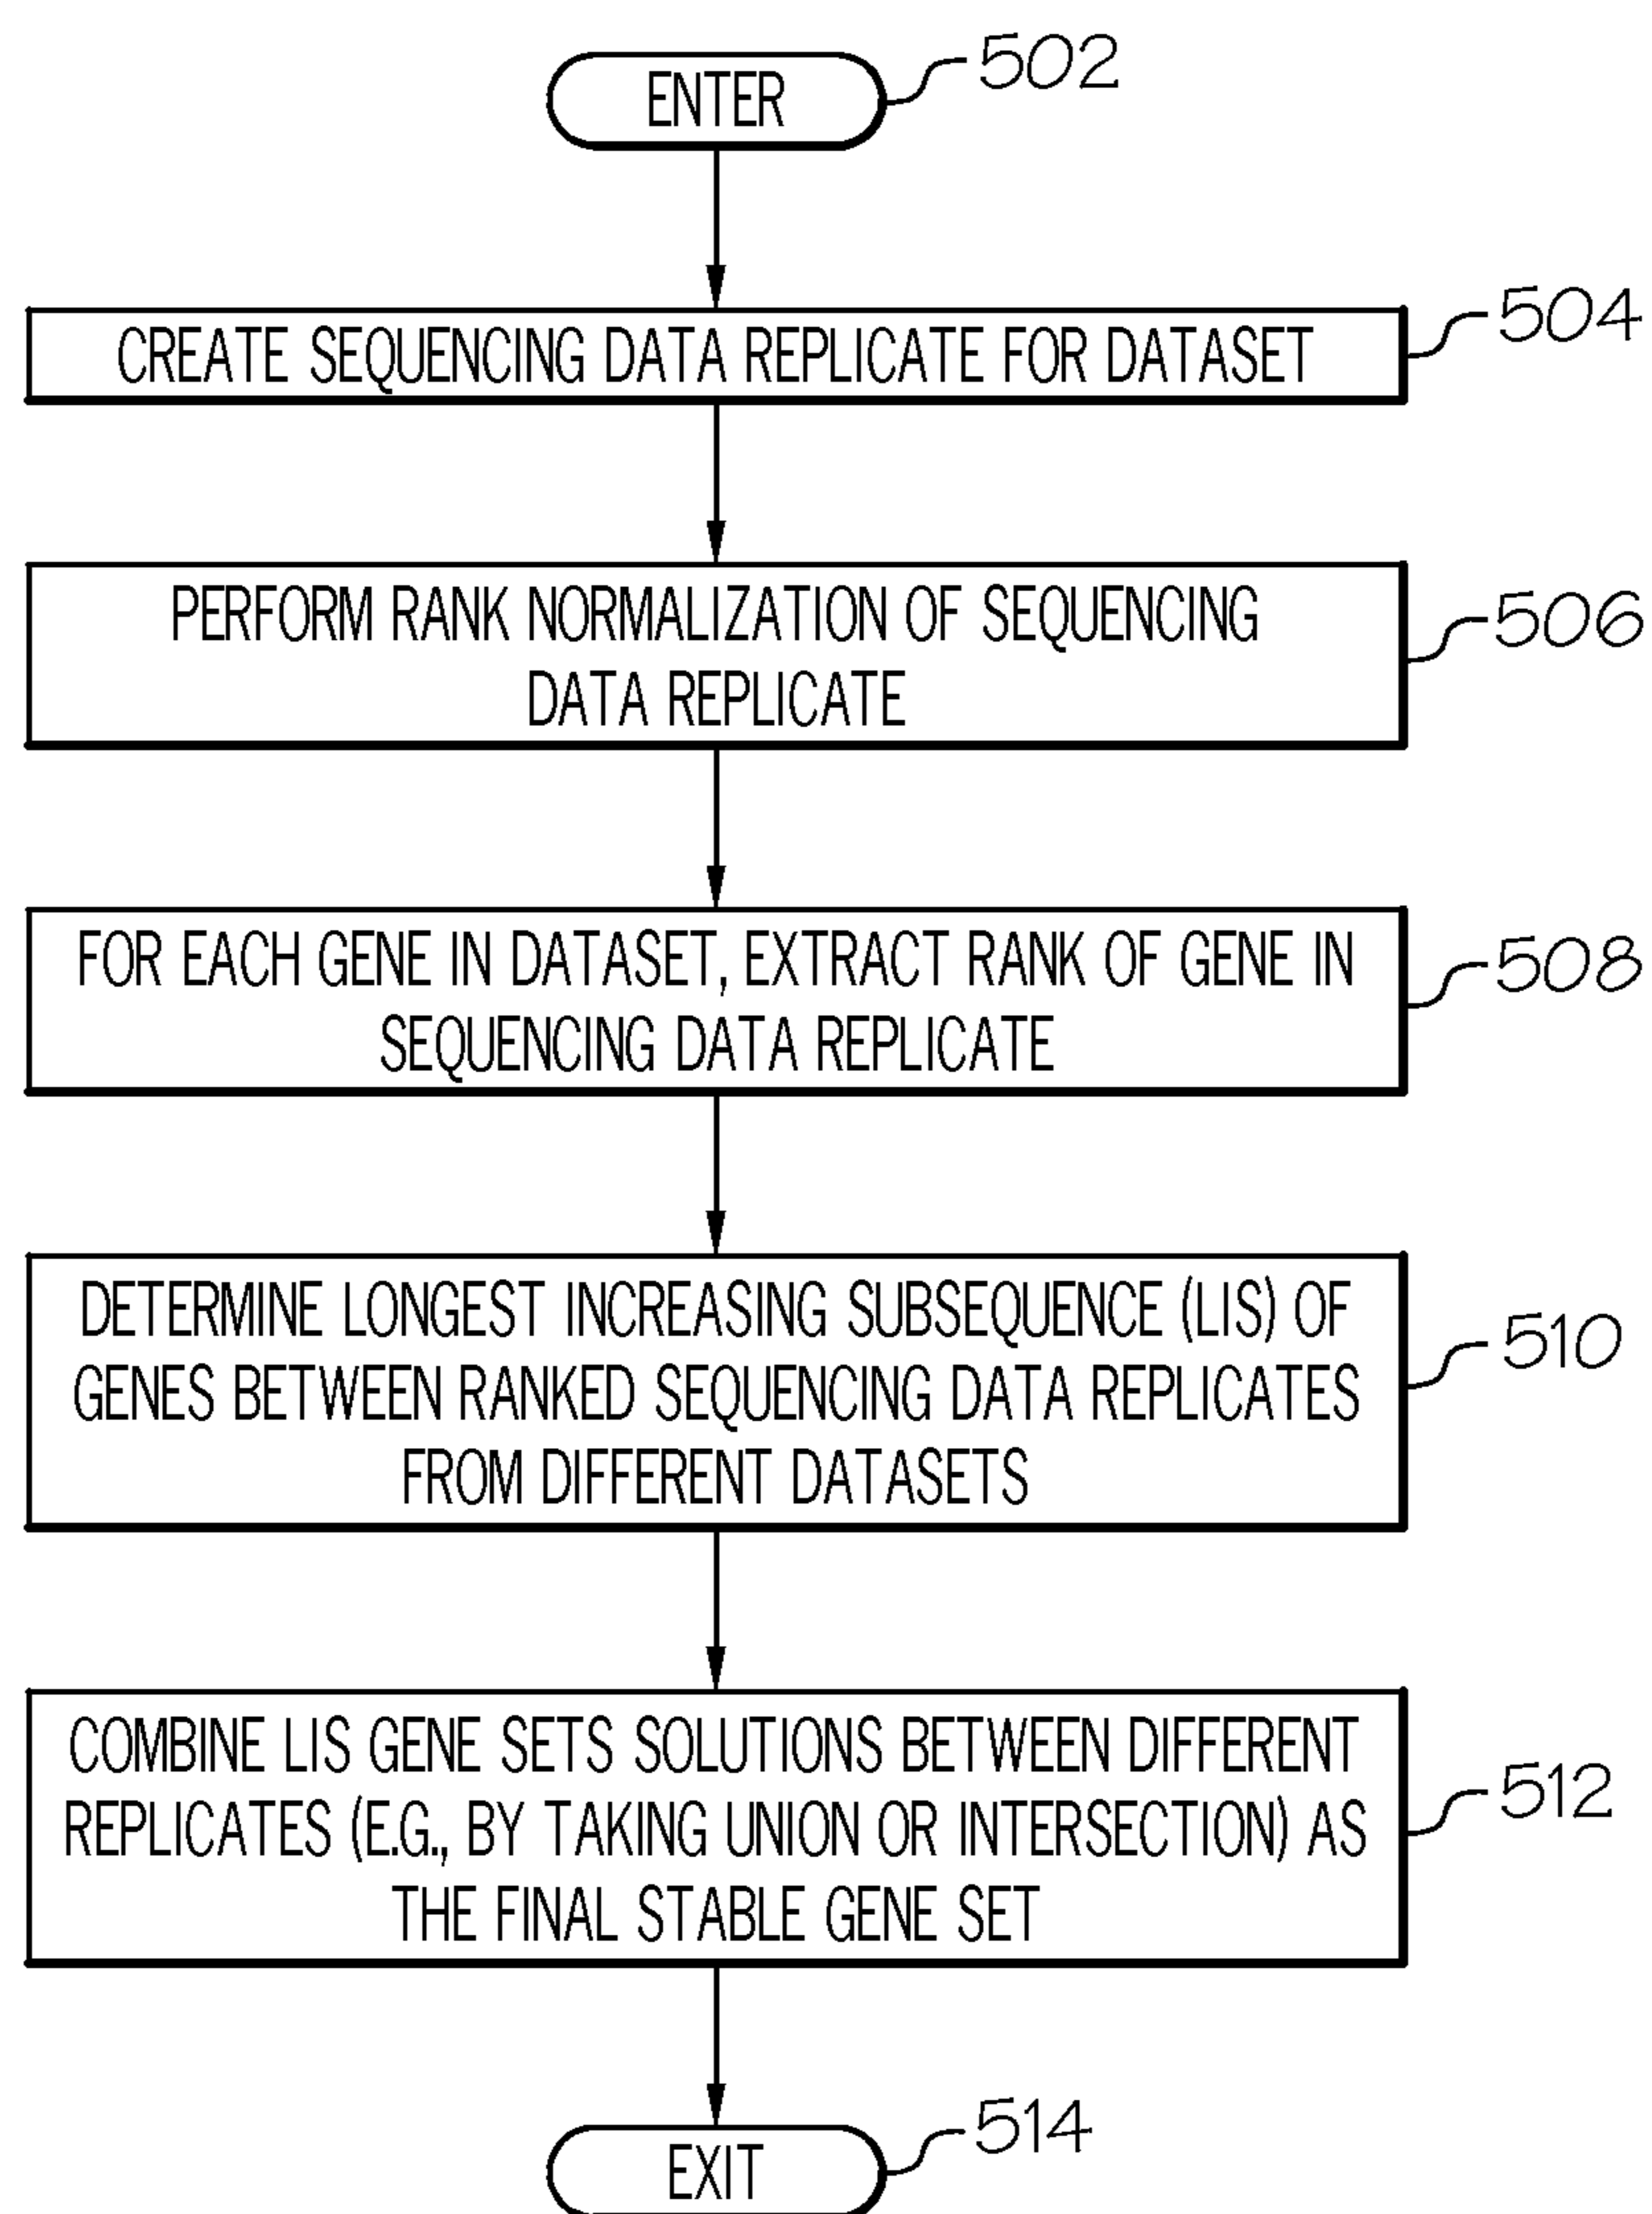 ENTER
502
CREATE SEQUENCING DATA REPLICATE FOR DATASET
504
PERFORM RANK NORMALIZATION OF SEQUENCING
DATA REPLICATE
506
FOR EACH GENE IN DATASET, EXTRACT RANK OF GENE IN
SEQUENCING DATA REPLICATE
508
DETERMINE LONGEST INCREASING SUBSEQUENCE (LIS) OF
GENES BETWEEN RANKED SEQUENCING DATA REPLICATES
FROM DIFFERENT DATASETS
510
COMBINE LIS GENE SETS SOLUTIONS BETWEEN DIFFERENT
REPLICATES (E.G., BY TAKING UNION OR INTERSECTION) AS
THE FINAL STABLE GENE SET
512
EXIT
514